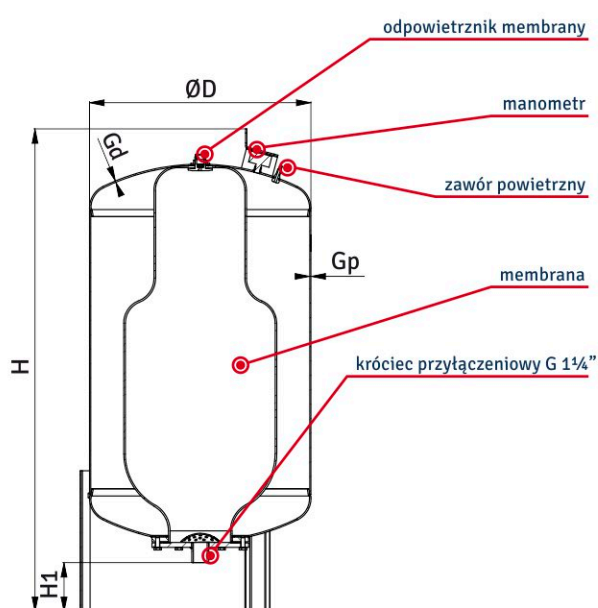 odpowietrznik membrany
ØD
manometr
Gd
zawór powietrzny
Gp
membrana
H
króciec przyłączeniowy G 1¼”
H1